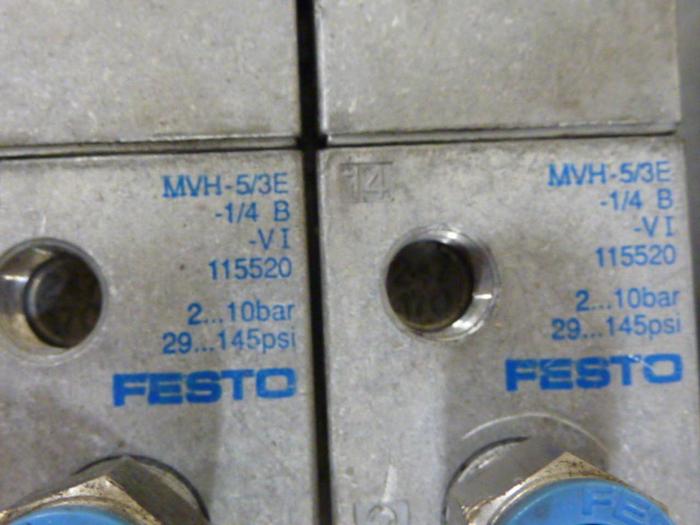 MVH-5/3E
-1/4 B
-VI
115520
2...10bar
29...145psi
FESTO
14
MVH-5/3E
-1/4 B
-VI
115520
2...10bar
29...145psi
FESTO
FES